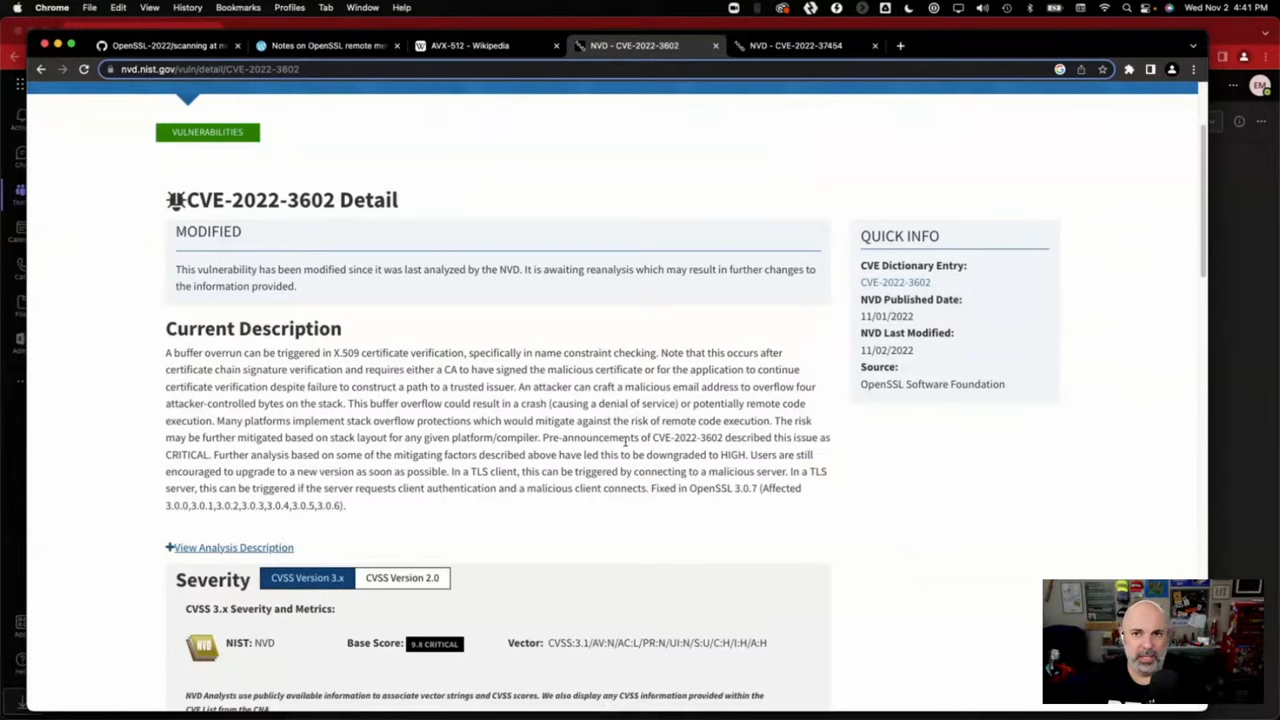 Chrome File Edit View History Bookmarks Profiles Tab Window Help Wed Nov 2 4:41 PM
OpenSSL-2022/scanning at m Notes on OpenSSL remote me AVX-512 - Wikipedia NVD - CVE-2022-3602 NVD - CVE-2022-37454
nvd.nist.gov/vuln/detail/CVE-2022-3602
EM
VULNERABILITIES
CVE-2022-3602 Detail
MODIFIED
This vulnerability has been modified since it was last analyzed by the NVD. It is awaiting reanalysis which may result in further changes to
the information provided.
Current Description
A buffer overrun can be triggered in X.509 certificate verification, specifically in name constraint checking. Note that this occurs after
certificate chain signature verification and requires either a CA to have signed the malicious certificate or for the application to continue
certificate verification despite failure to construct a path to a trusted issuer. An attacker can craft a malicious email address to overflow four
attacker-controlled bytes on the stack. This buffer overflow could result in a crash (causing a denial of service) or potentially remote code
execution. Many platforms implement stack overflow protections which would mitigate against the risk of remote code execution. The risk
may be further mitigated based on stack layout for any given platform/compiler. Pre-announcements of CVE-2022-3602 described this issue as
CRITICAL. Further analysis based on some of the mitigating factors described above have led this to be downgraded to HIGH. Users are still
encouraged to upgrade to a new version as soon as possible. In a TLS client, this can be triggered by connecting to a malicious server. In a TLS
server, this can be triggered if the server requests client authentication and a malicious client connects. Fixed in OpenSSL 3.0.7 (Affected
3.0.0,3.0.1,3.0.2,3.0.3,3.0.4,3.0.5,3.0.6).
View Analysis Description
QUICK INFO
CVE Dictionary Entry:
CVE-2022-3602
NVD Published Date:
11/01/2022
NVD Last Modified:
11/02/2022
Source:
OpenSSL Software Foundation
Severity CVSS Version 3.x CVSS Version 2.0
CVSS 3.x Severity and Metrics:
NVD NIST: NVD Base Score: 9.8 CRITICAL Vector: CVSS:3.1/AV:N/AC:L/PR:N/UI:N/S:U/C:H/I:H/A:H
NVD Analysts use publicly available information to associate vector strings and CVSS scores. We also display any CVSS information provided within the
CVE List from the CNA.